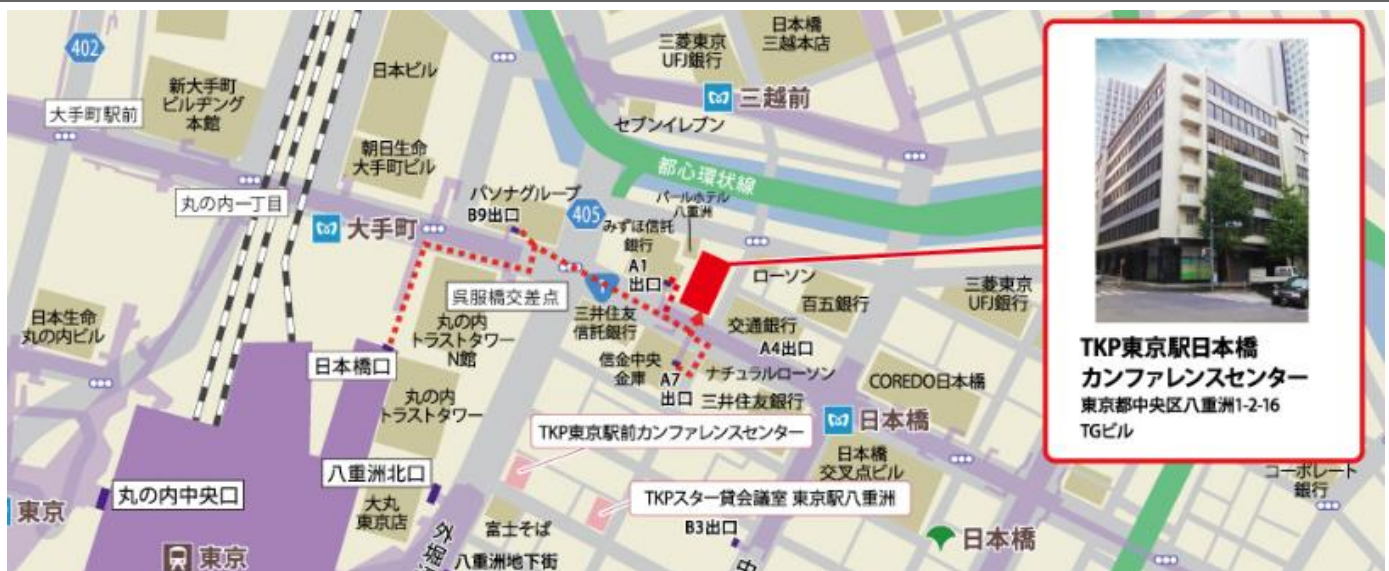 402
大手町駅前
新大手町
ビルヂング
本館
日本ビル
三菱東京
UFJ銀行
日本橋
三越本店
三越前
セブンイレブン
朝日生命
大手町ビル
都心環状線
丸の内一丁目
大手町
パソナグループ
B9出口
405
パールホテル
八重洲
みずほ信託
銀行
A1
出口
ローソン
百五銀行
三菱東京
UFJ銀行
呉服橋交差点
三井住友
信託銀行
交通銀行
A4出口
日本生命
丸の内ビル
日本橋口
丸の内
トラストタワー
N館
信金中央
金庫
A7
出口
ナチュラルローソン
三井住友銀行
COREDO日本橋
丸の内
トラストタワー
TKP東京駅前カンファレンスセンター
日本橋
日本橋
交叉点ビル
丸の内中央口
八重洲北口
大丸
東京店
TKPスター貸会議室 東京駅八重洲
B3出口
富士そば
八重洲地下街
外堀
中
東京
東京
日本橋
コーポレート
銀行
TKP東京駅日本橋
カンファレンスセンター
東京都中央区八重洲1-2-16
TGビル